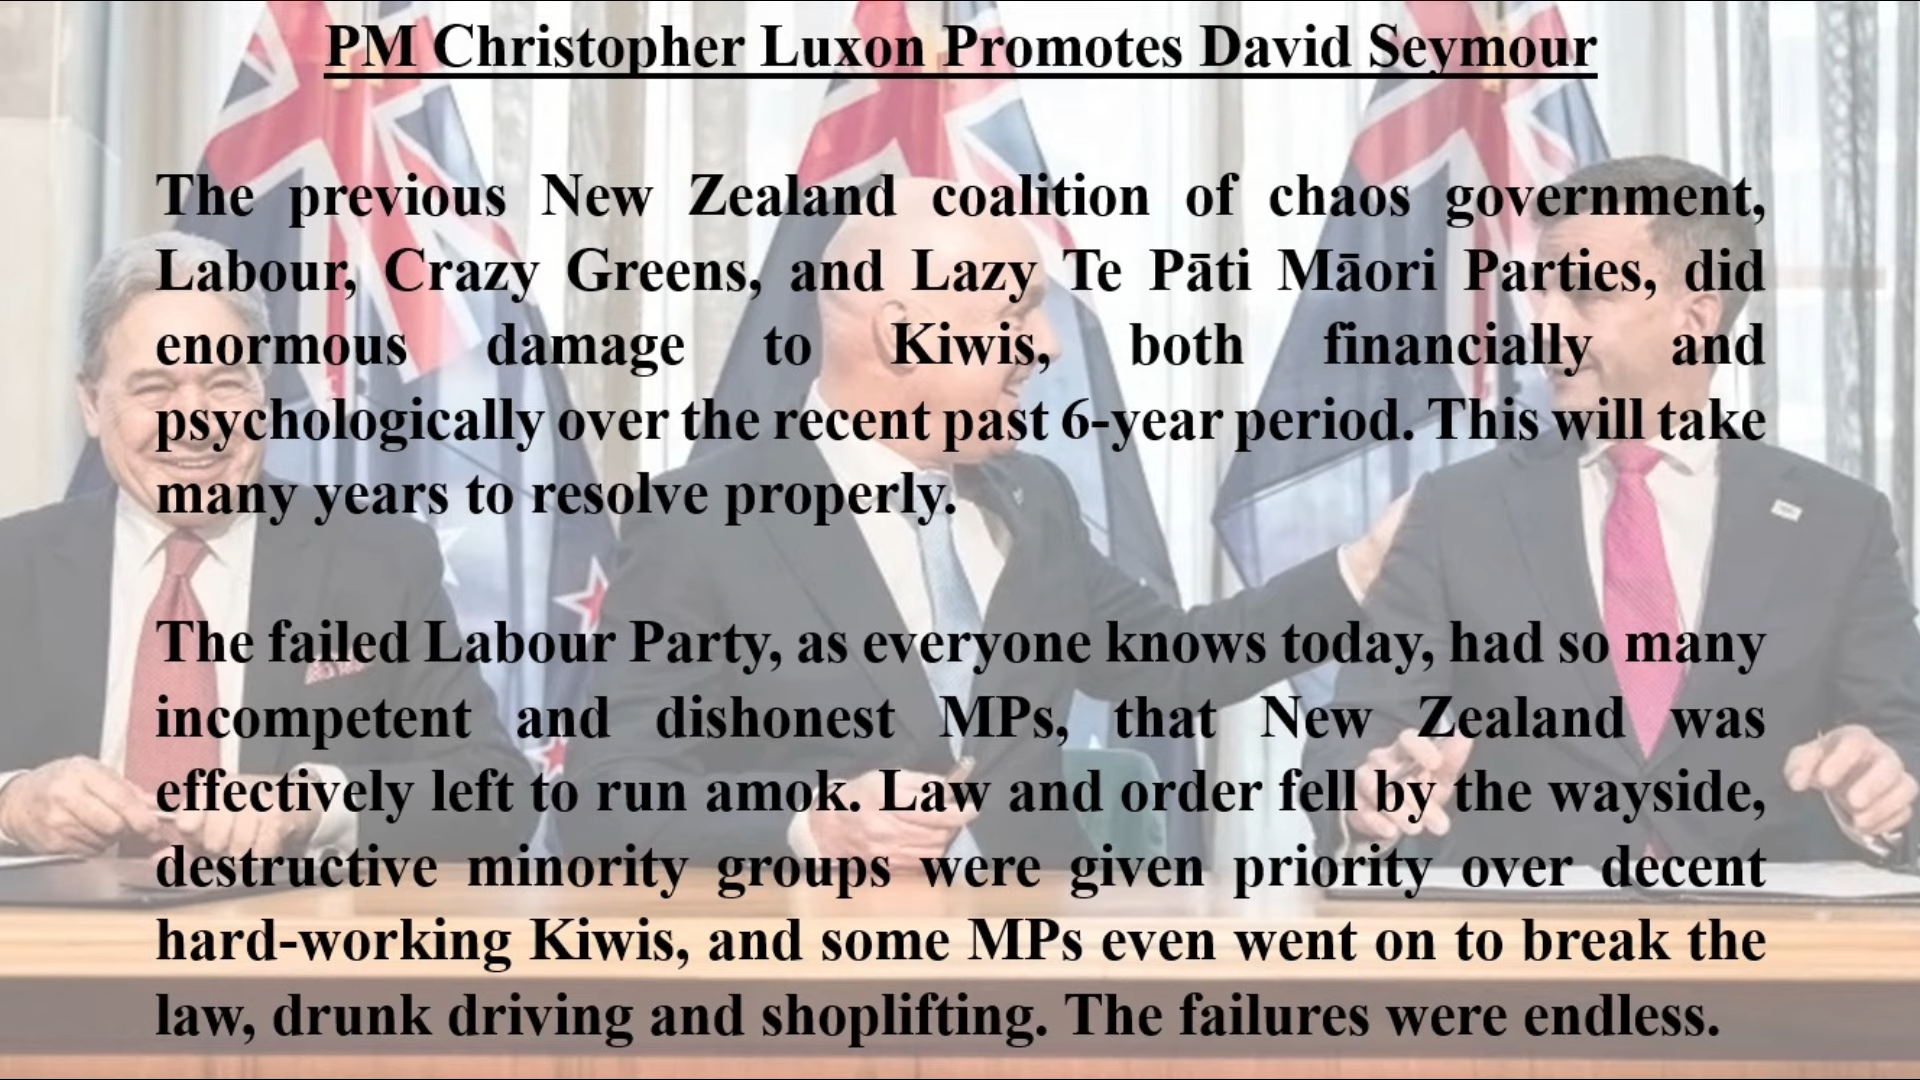 PM Christopher Luxon Promotes David Seymour
The previous New Zealand coalition of chaos government,
Labour, Crazy Greens, and Lazy Te Pāti Māori Parties, did
enormous damage to Kiwis, both financially and
psychologically over the recent past 6-year period. This will take
many years to resolve properly.
The failed Labour Party, as everyone knows today, had so many
incompetent and dishonest MPs, that New Zealand was
effectively left to run amok. Law and order fell by the wayside,
destructive minority groups were given priority over decent
hard-working Kiwis, and some MPs even went on to break the
law, drunk driving and shoplifting. The failures were endless.